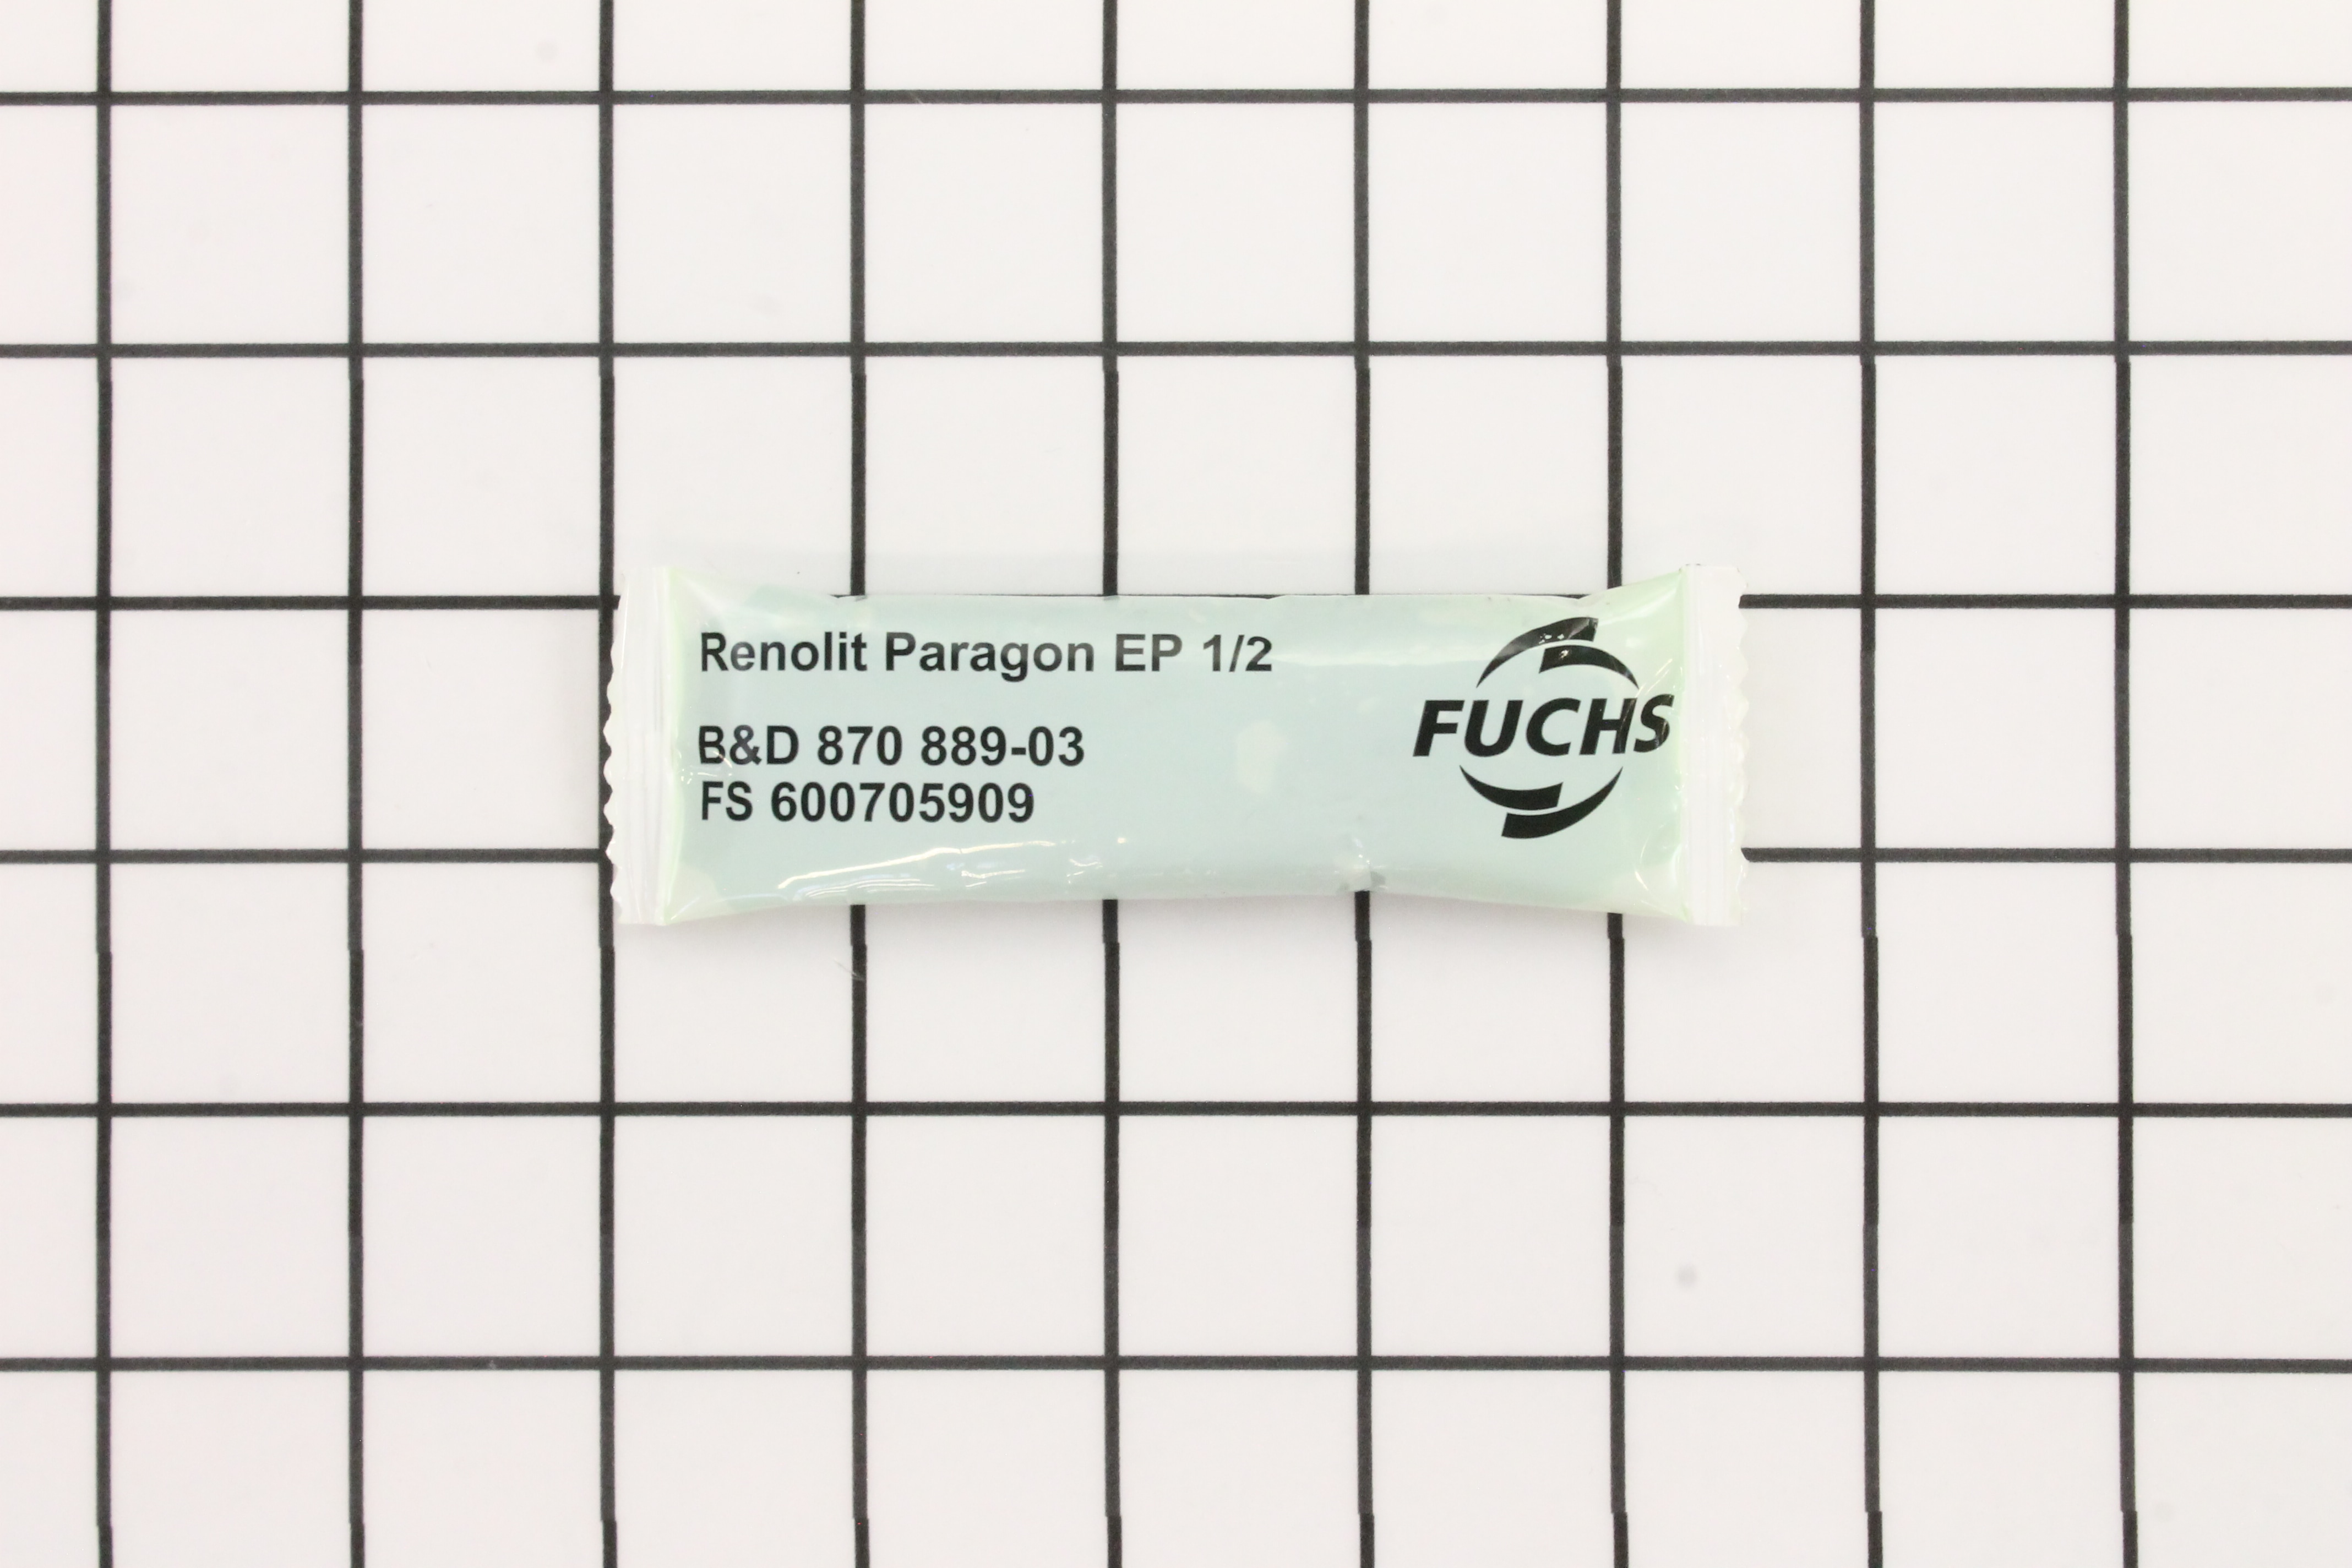 Renolit Paragon EP 1/2
B&D 870 889-03
FS 600705909
FUCHS